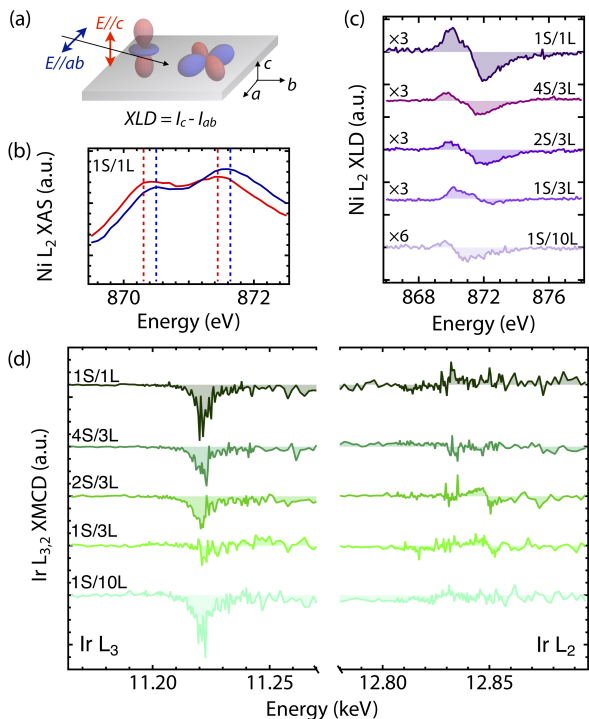 (a)
E//c
E//ab
c
b
a
XLD = I_c - I_ab
(b)
1S/1L
Ni L2 XAS (a.u.)
870
872
Energy (eV)
(c)
×3
1S/1L
×3
4S/3L
×3
2S/3L
×3
1S/3L
×6
1S/10L
Ni L2 XLD (a.u.)
868
872
876
Energy (eV)
(d)
1S/1L
4S/3L
2S/3L
1S/3L
1S/10L
Ir L3,2 XMCD (a.u.)
Ir L3
Ir L2
11.20
11.25
12.80
12.85
Energy (keV)